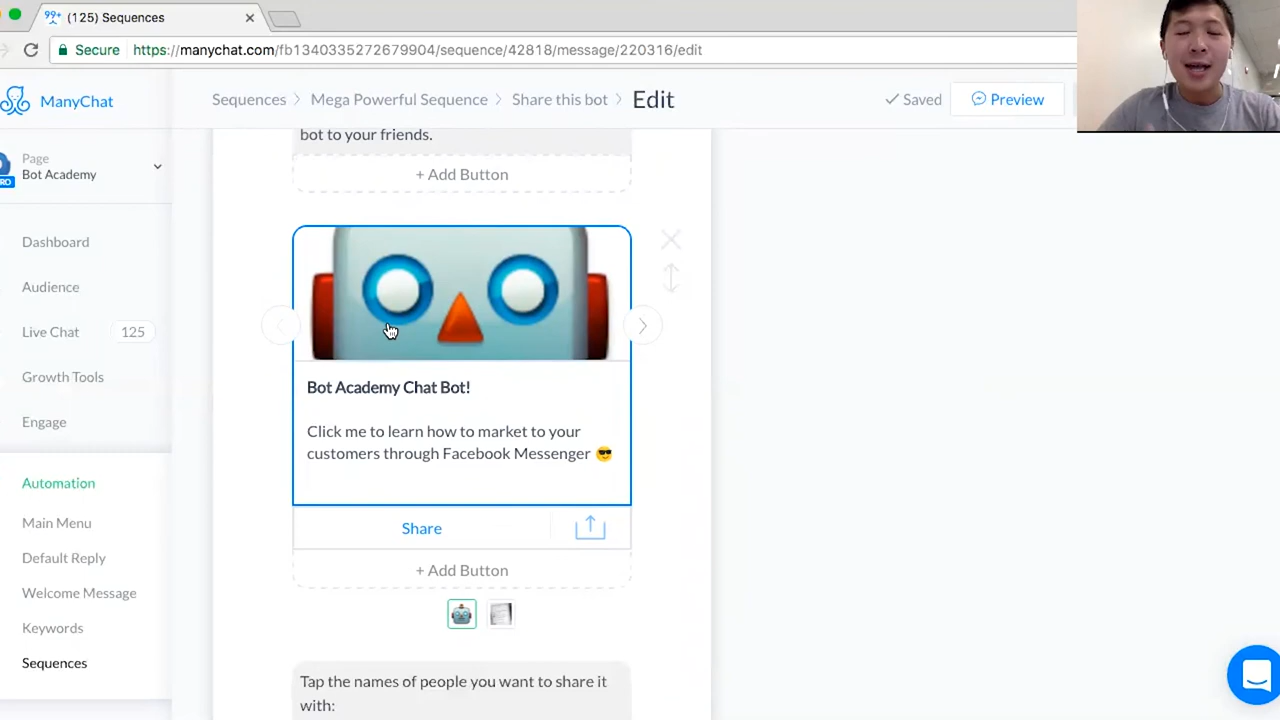 99+ (125) Sequences
Secure https://manychat.com/fb1340335272679904/sequence/42818/message/220316/edit
ManyChat
Sequences > Mega Powerful Sequence > Share this bot > Edit
Saved
Preview
Page
Bot Academy
Dashboard
Audience
Live Chat 125
Growth Tools
Engage
Automation
Main Menu
Default Reply
Welcome Message
Keywords
Sequences
bot to your friends.
+ Add Button
Bot Academy Chat Bot!
Click me to learn how to market to your
customers through Facebook Messenger 😎
Share
+ Add Button
Tap the names of people you want to share it
with: